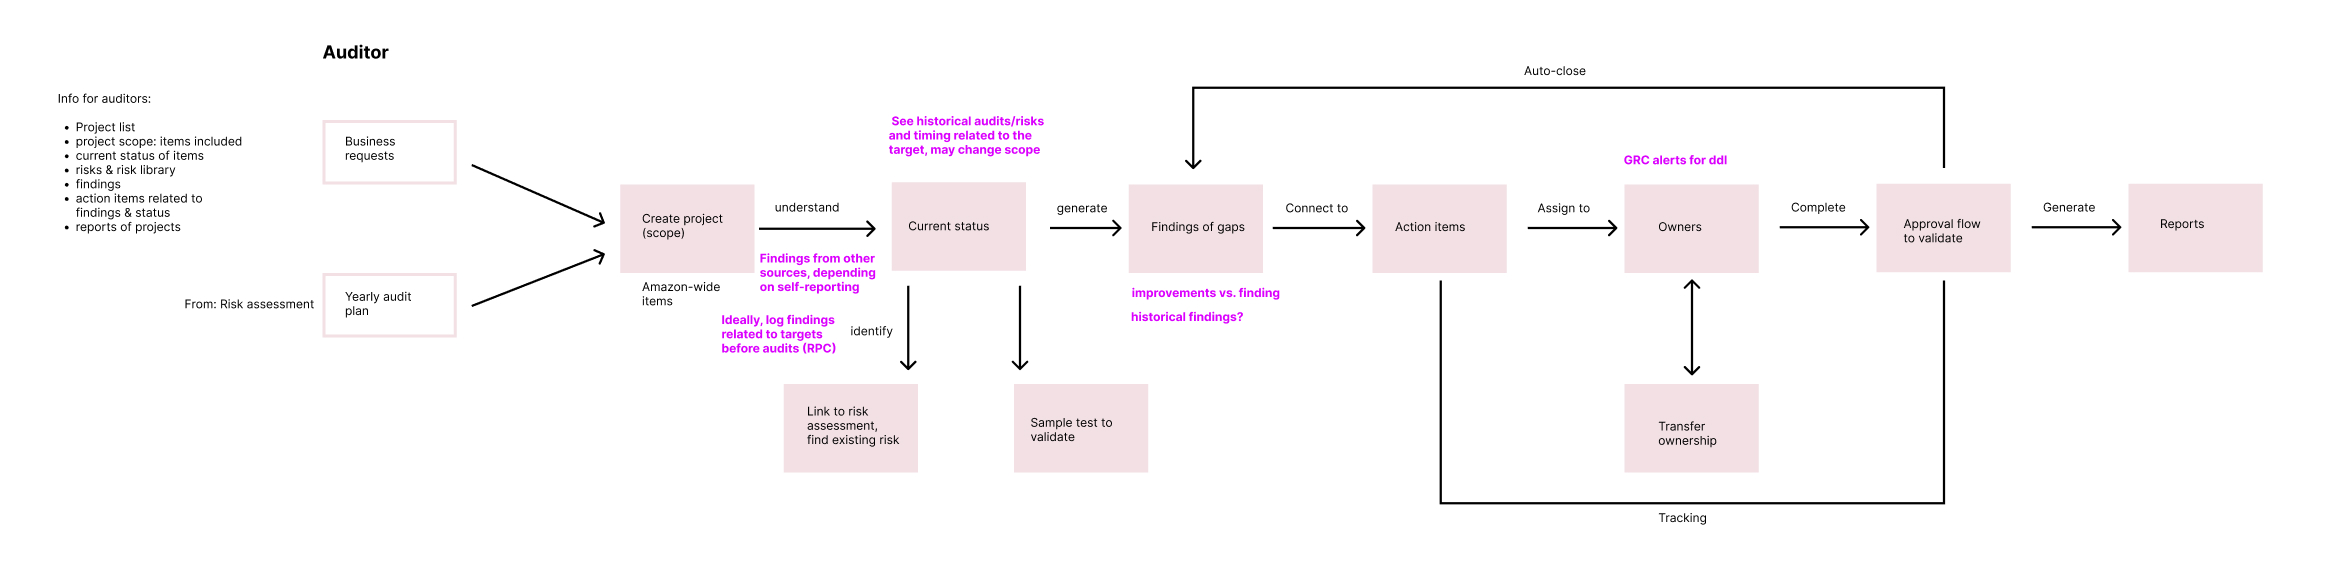 Auditor
Info for auditors:
• Project list
• project scope: items included
• current status of items
• risks & risk library
• findings
• action items related to
findings & status
• reports of projects
Business
requests
From: Risk assessment
Yearly audit
plan
Create project
(scope)
Amazon-wide
items
understand
Findings from other
sources, depending
on self-reporting
Ideally, log findings
related to targets
before audits (RPC)
identify
See historical audits/risks
and timing related to the
target, may change scope
Current status
Link to risk
assessment,
find existing risk
Sample test to
validate
generate
Findings of gaps
improvements vs. finding
historical findings?
Connect to
Action items
Auto-close
Assign to
GRC alerts for ddl
Owners
Transfer
ownership
Tracking
Complete
Approval flow
to validate
Generate
Reports